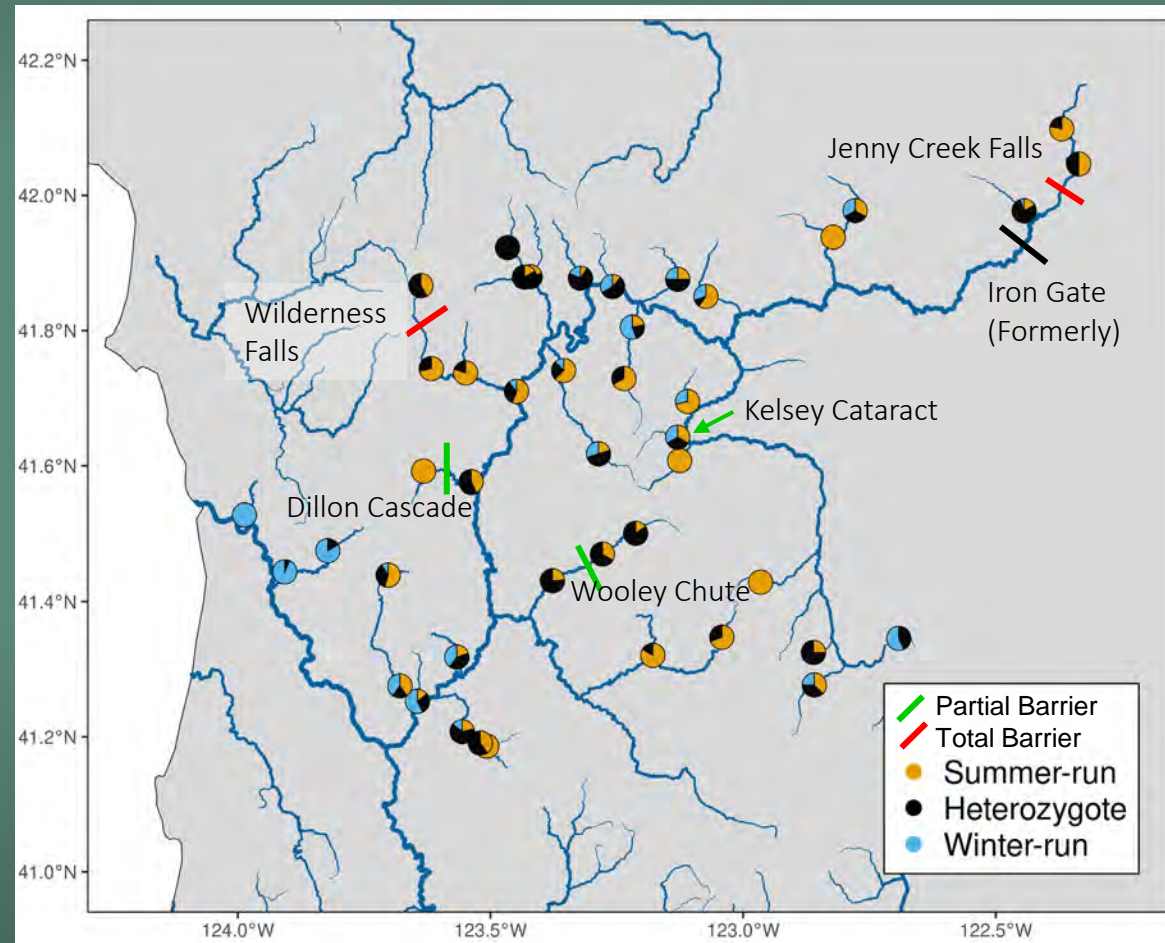 42.2°N
42.0°N
41.8°N
41.6°N
41.4°N
41.2°N
41.0°N
Jenny Creek Falls
Iron Gate
(Formerly)
Wilderness
Falls
Kelsey Cataract
Dillon Cascade
Wooley Chute
Partial Barrier
Total Barrier
Summer-run
Heterozygote
Winter-run
124.0°W
123.5°W
123.0°W
122.5°W